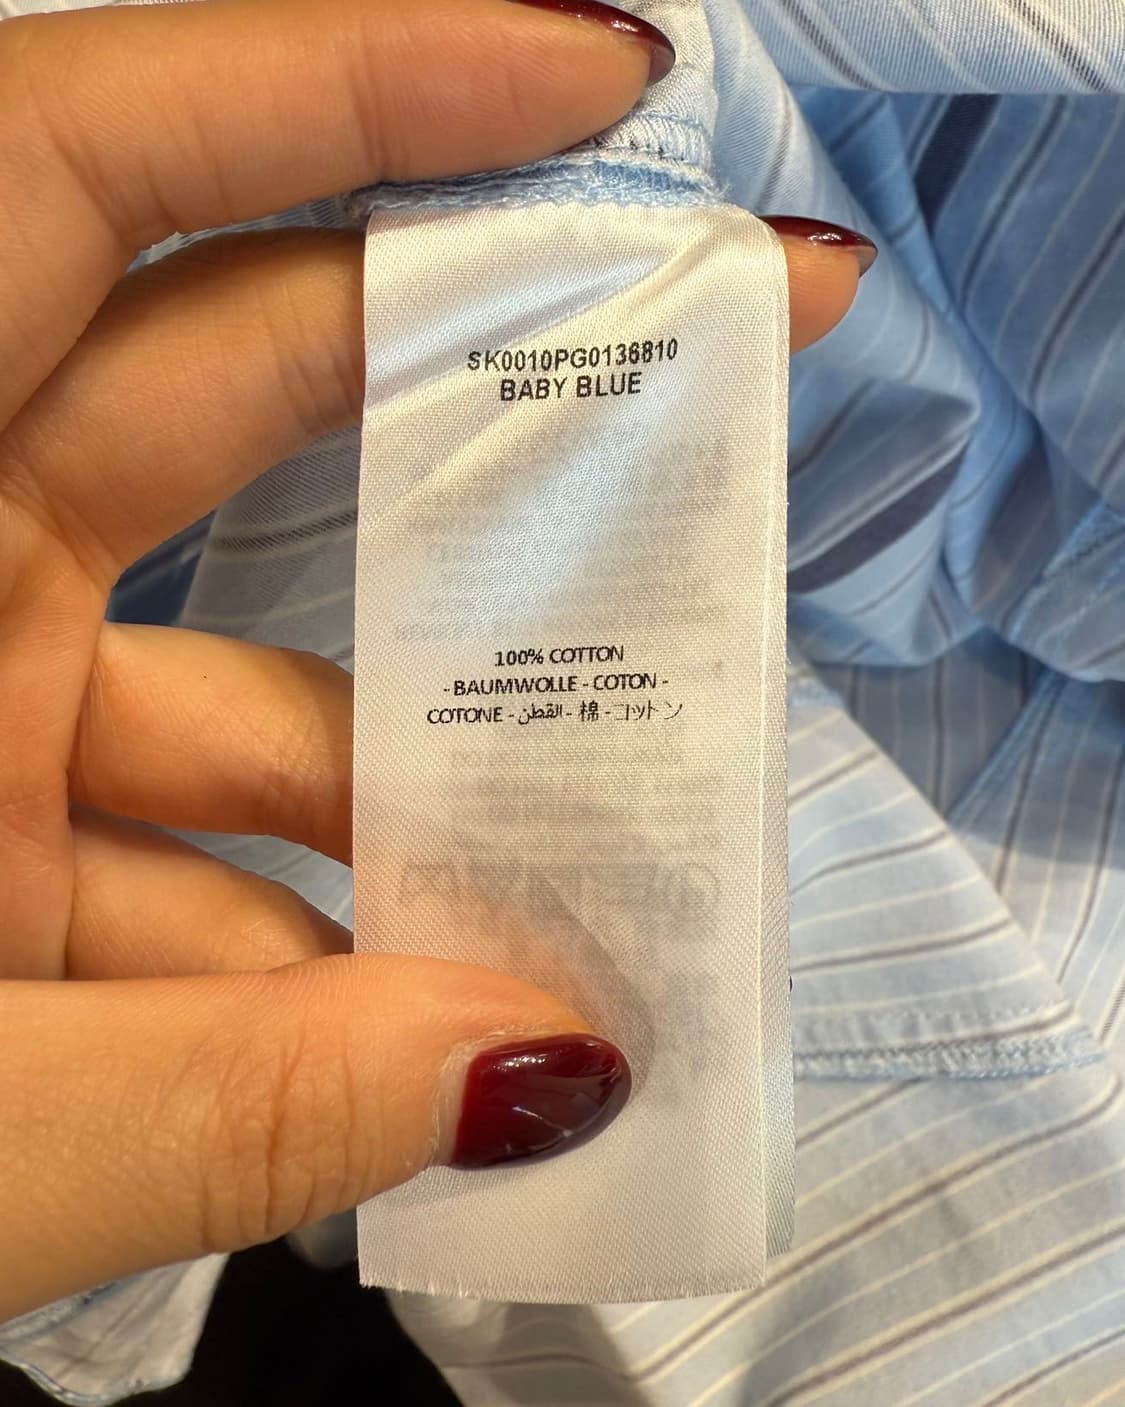 SK0010PG0136810
BABY BLUE
100% COTTON
- BAUMWOLLE - COTON -
COTONE - القطن - 棉 - コットン